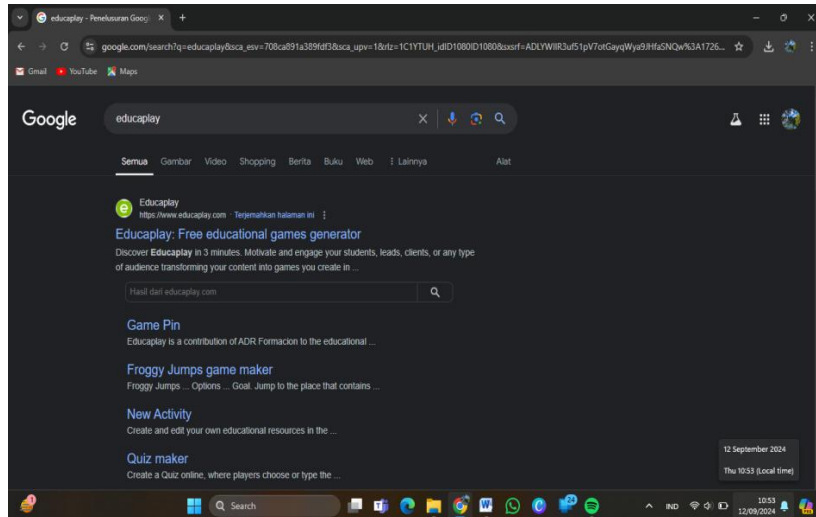 educaplay - Penelusuran Googl
google.com/search?q=educaplay&sca_esv=708ca891a389fdf3&sca_upv=1&rlz=1C1YTUH_idID1080ID1080&sxsrf=ADLYWIIR3uf51pV7otGayqWya9JHfaSNQw%3A1726...
Gmail YouTube Maps
Google educaplay
Semua Gambar Video Shopping Berita Buku Web Lainnya Alat
Educaplay
https://www.educaplay.com · Terjemahkan halaman ini
Educaplay: Free educational games generator
Discover Educaplay in 3 minutes. Motivate and engage your students, leads, clients, or any type
of audience transforming your content into games you create in ...
Hasil dari educaplay.com
Game Pin
Educaplay is a contribution of ADR Formacion to the educational ...
Froggy Jumps game maker
Froggy Jumps ... Options ... Goal. Jump to the place that contains ...
New Activity
Create and edit your own educational resources in the ...
Quiz maker
Create a Quiz online, where players choose or type the ...
12 September 2024
Thu 10:53 (Local time)
Search
24
IND
10:53
12/09/2024